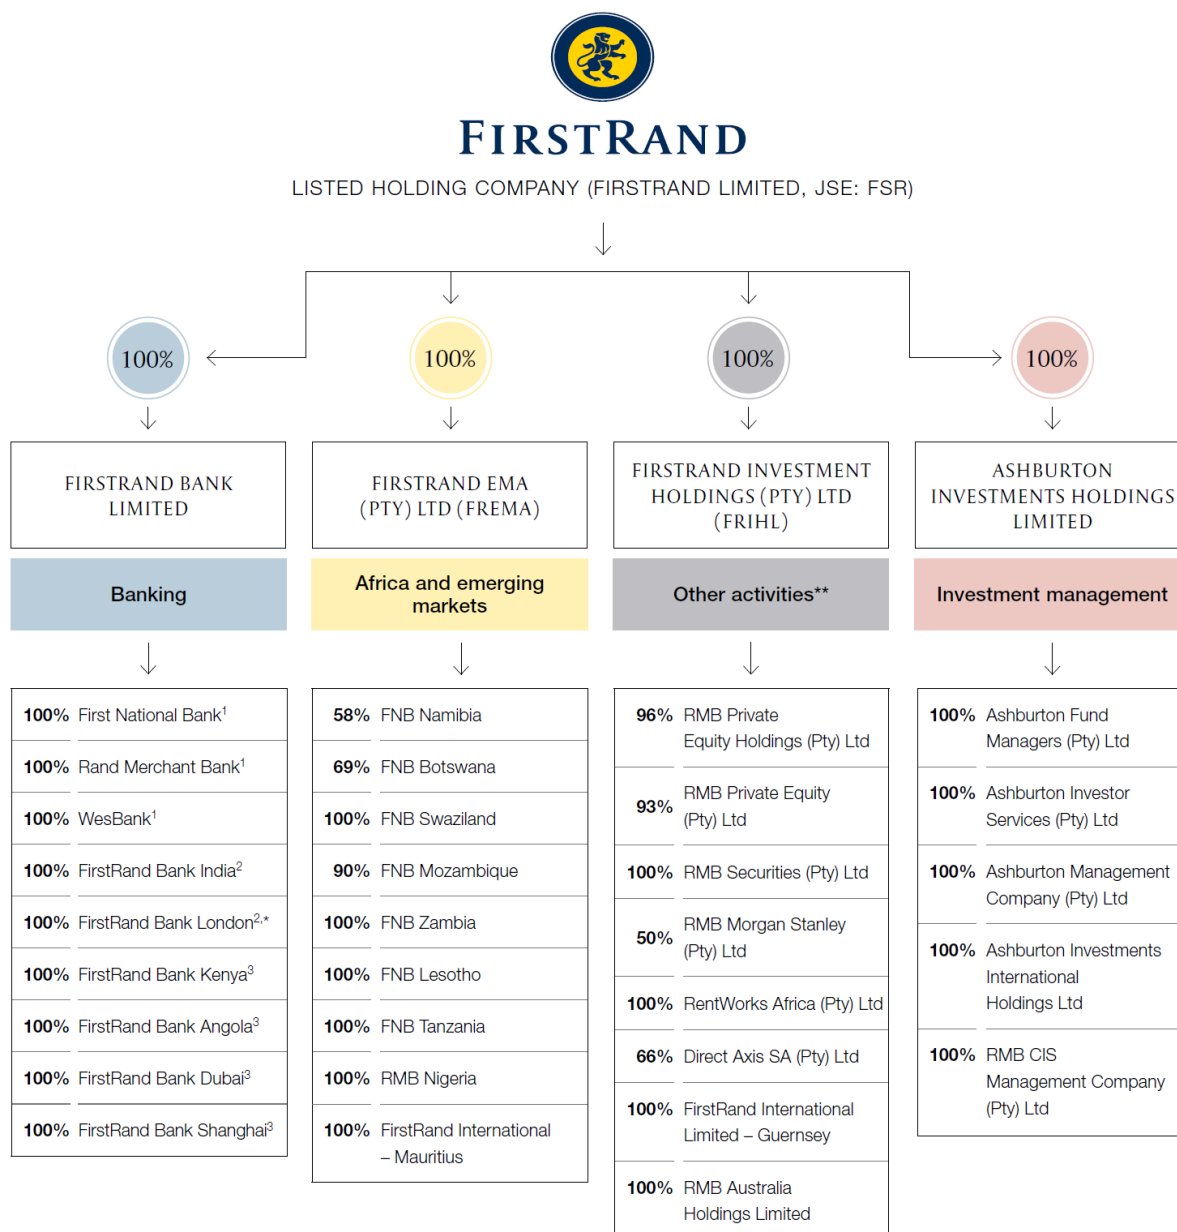 FIRSTRAND
LISTED HOLDING COMPANY (FIRSTRAND LIMITED, JSE: FSR)
100%
100%
100%
100%
FIRSTRAND BANK
LIMITED
FIRSTRAND EMA
(PTY) LTD (FREMA)
FIRSTRAND INVESTMENT
HOLDINGS (PTY) LTD
(FRIHL)
ASHBURTON
INVESTMENTS HOLDINGS
LIMITED
Banking
Africa and emerging
markets
Other activities**
Investment management
100% First National Bank¹
100% Rand Merchant Bank¹
100% WesBank¹
100% FirstRand Bank India²
100% FirstRand Bank London²,*
100% FirstRand Bank Kenya³
100% FirstRand Bank Angola³
100% FirstRand Bank Dubai³
100% FirstRand Bank Shanghai³
58% FNB Namibia
69% FNB Botswana
100% FNB Swaziland
90% FNB Mozambique
100% FNB Zambia
100% FNB Lesotho
100% FNB Tanzania
100% RMB Nigeria
100% FirstRand International
– Mauritius
96% RMB Private
Equity Holdings (Pty) Ltd
93% RMB Private Equity
(Pty) Ltd
100% RMB Securities (Pty) Ltd
50% RMB Morgan Stanley
(Pty) Ltd
100% RentWorks Africa (Pty) Ltd
66% Direct Axis SA (Pty) Ltd
100% FirstRand International
Limited – Guernsey
100% RMB Australia
Holdings Limited
100% Ashburton Fund
Managers (Pty) Ltd
100% Ashburton Investor
Services (Pty) Ltd
100% Ashburton Management
Company (Pty) Ltd
100% Ashburton Investments
International
Holdings Ltd
100% RMB CIS
Management Company
(Pty) Ltd